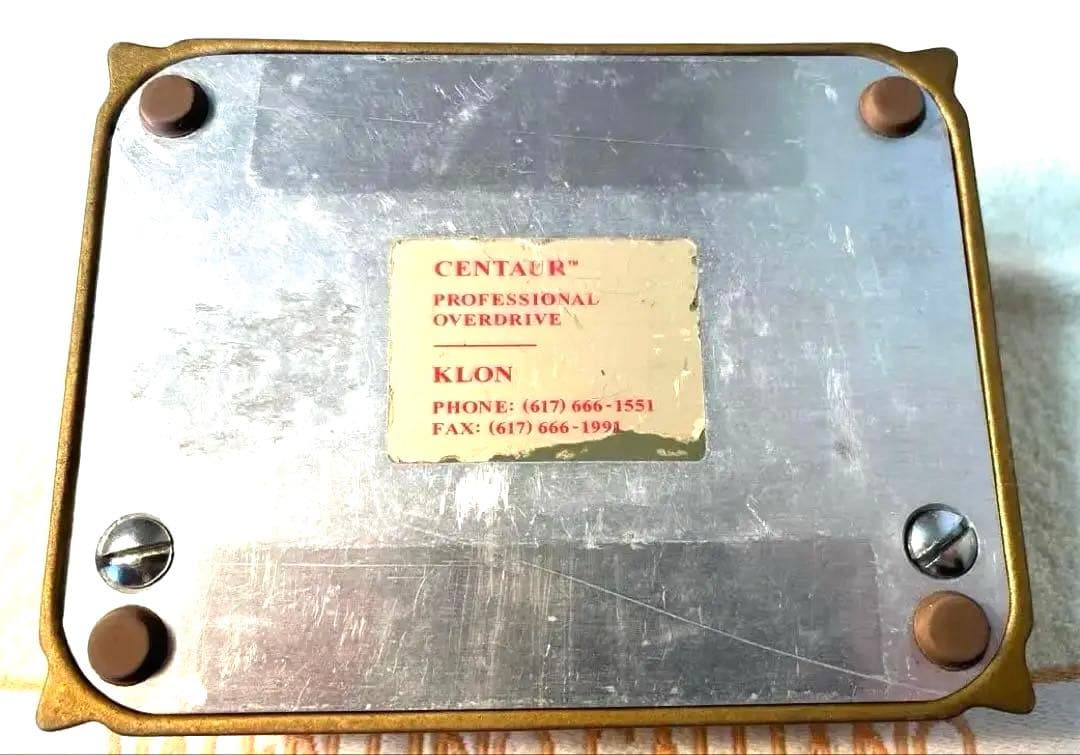 CENTAUR™
PROFESSIONAL
OVERDRIVE
KLON
PHONE: (617) 666-1551
FAX: (617) 666-1991